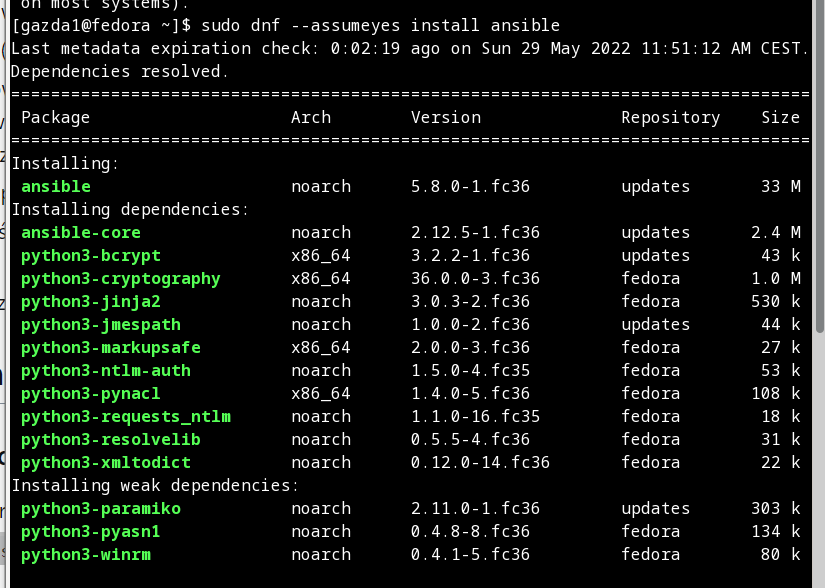 on most systems).
[gazda1@fedora ~]$ sudo dnf --assumeyes install ansible
Last metadata expiration check: 0:02:19 ago on Sun 29 May 2022 11:51:12 AM CEST.
Dependencies resolved.
================================================================================
Package Arch Version Repository Size
================================================================================
Installing:
ansible noarch 5.8.0-1.fc36 updates 33 M
Installing dependencies:
ansible-core noarch 2.12.5-1.fc36 updates 2.4 M
python3-bcrypt x86_64 3.2.2-1.fc36 updates 43 k
python3-cryptography x86_64 36.0.0-3.fc36 fedora 1.0 M
python3-jinja2 noarch 3.0.3-2.fc36 fedora 530 k
python3-jmespath noarch 1.0.0-2.fc36 updates 44 k
python3-markupsafe x86_64 2.0.0-3.fc36 fedora 27 k
python3-ntlm-auth noarch 1.5.0-4.fc35 fedora 53 k
python3-pynacl x86_64 1.4.0-5.fc36 fedora 108 k
python3-requests_ntlm noarch 1.1.0-16.fc35 fedora 18 k
python3-resolvelib noarch 0.5.5-4.fc36 fedora 31 k
python3-xmltodict noarch 0.12.0-14.fc36 fedora 22 k
Installing weak dependencies:
python3-paramiko noarch 2.11.0-1.fc36 updates 303 k
python3-pyasn1 noarch 0.4.8-8.fc36 fedora 134 k
python3-winrm noarch 0.4.1-5.fc36 fedora 80 k